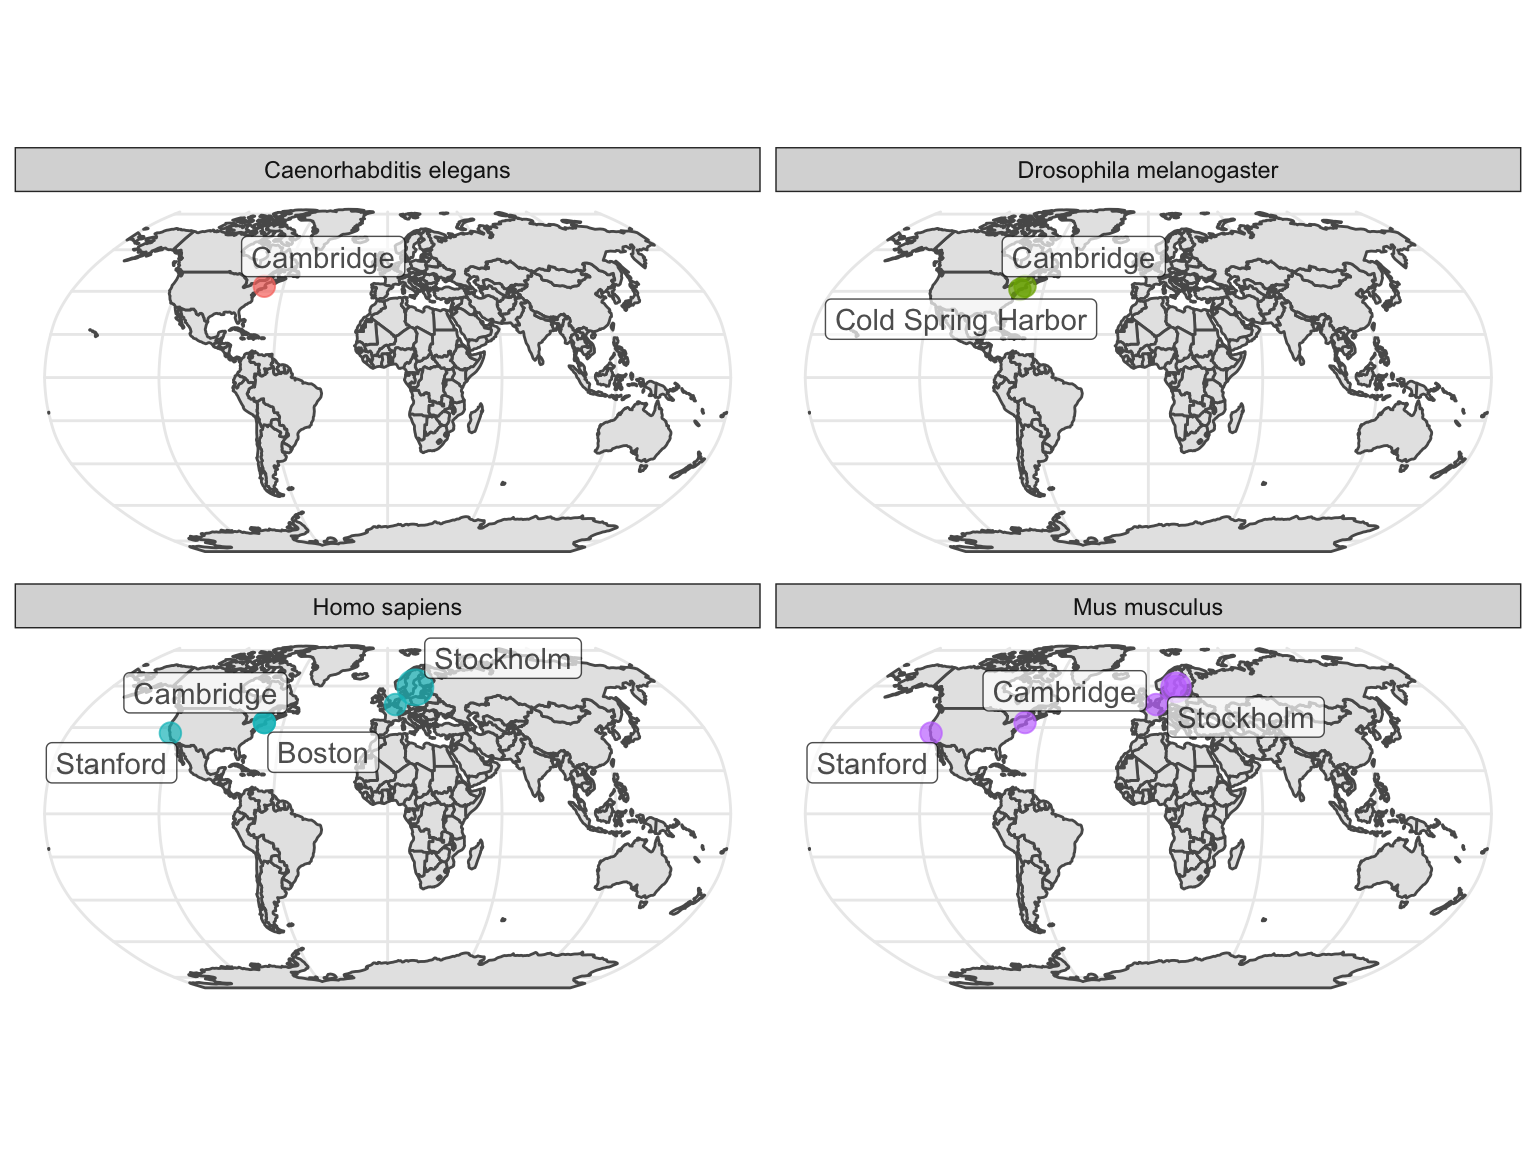 Caenorhabditis elegans
Drosophila melanogaster
Cambridge
Cambridge
Cold Spring Harbor
Homo sapiens
Mus musculus
Stockholm
Cambridge
Stanford
Boston
Cambridge
Stockholm
Stanford